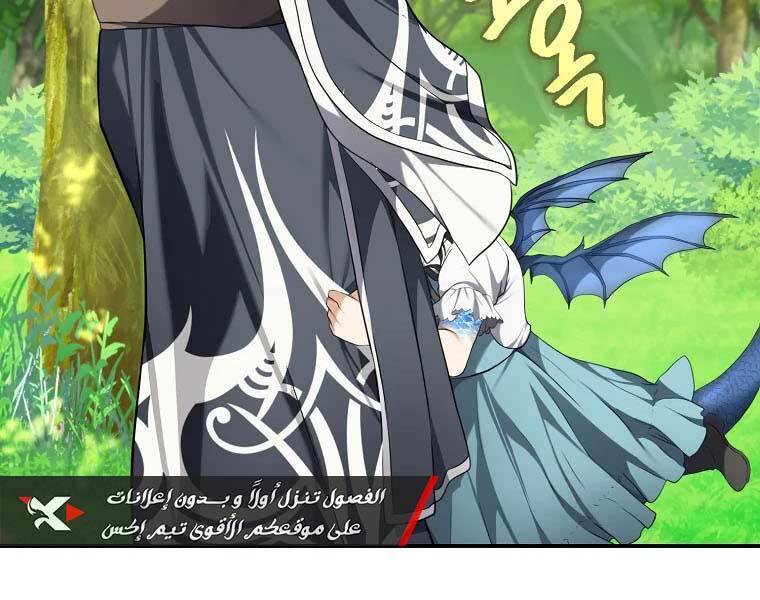 الفصول تنزل أولاً و بدون إعلانات
على موقعكم الأقوى تيم إكس